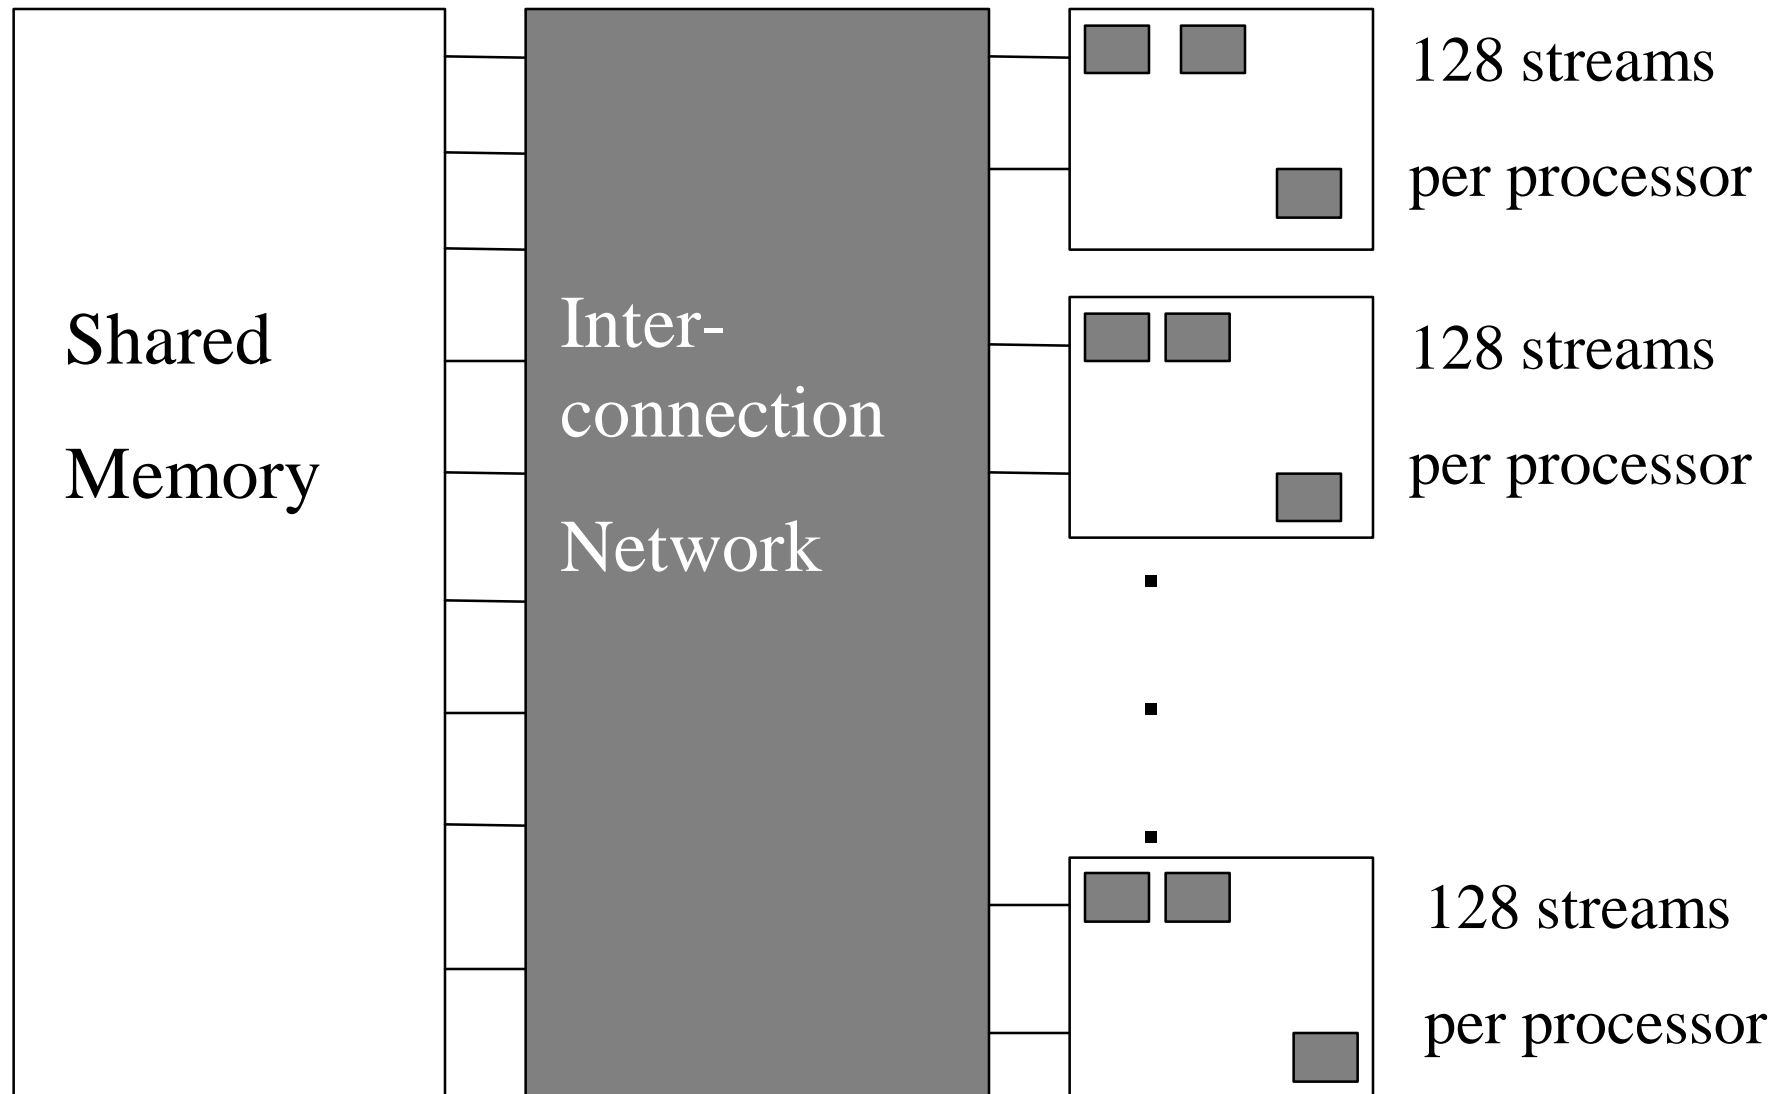 Shared
Memory
Inter-
connection
Network
128 streams
per processor
128 streams
per processor
128 streams
per processor